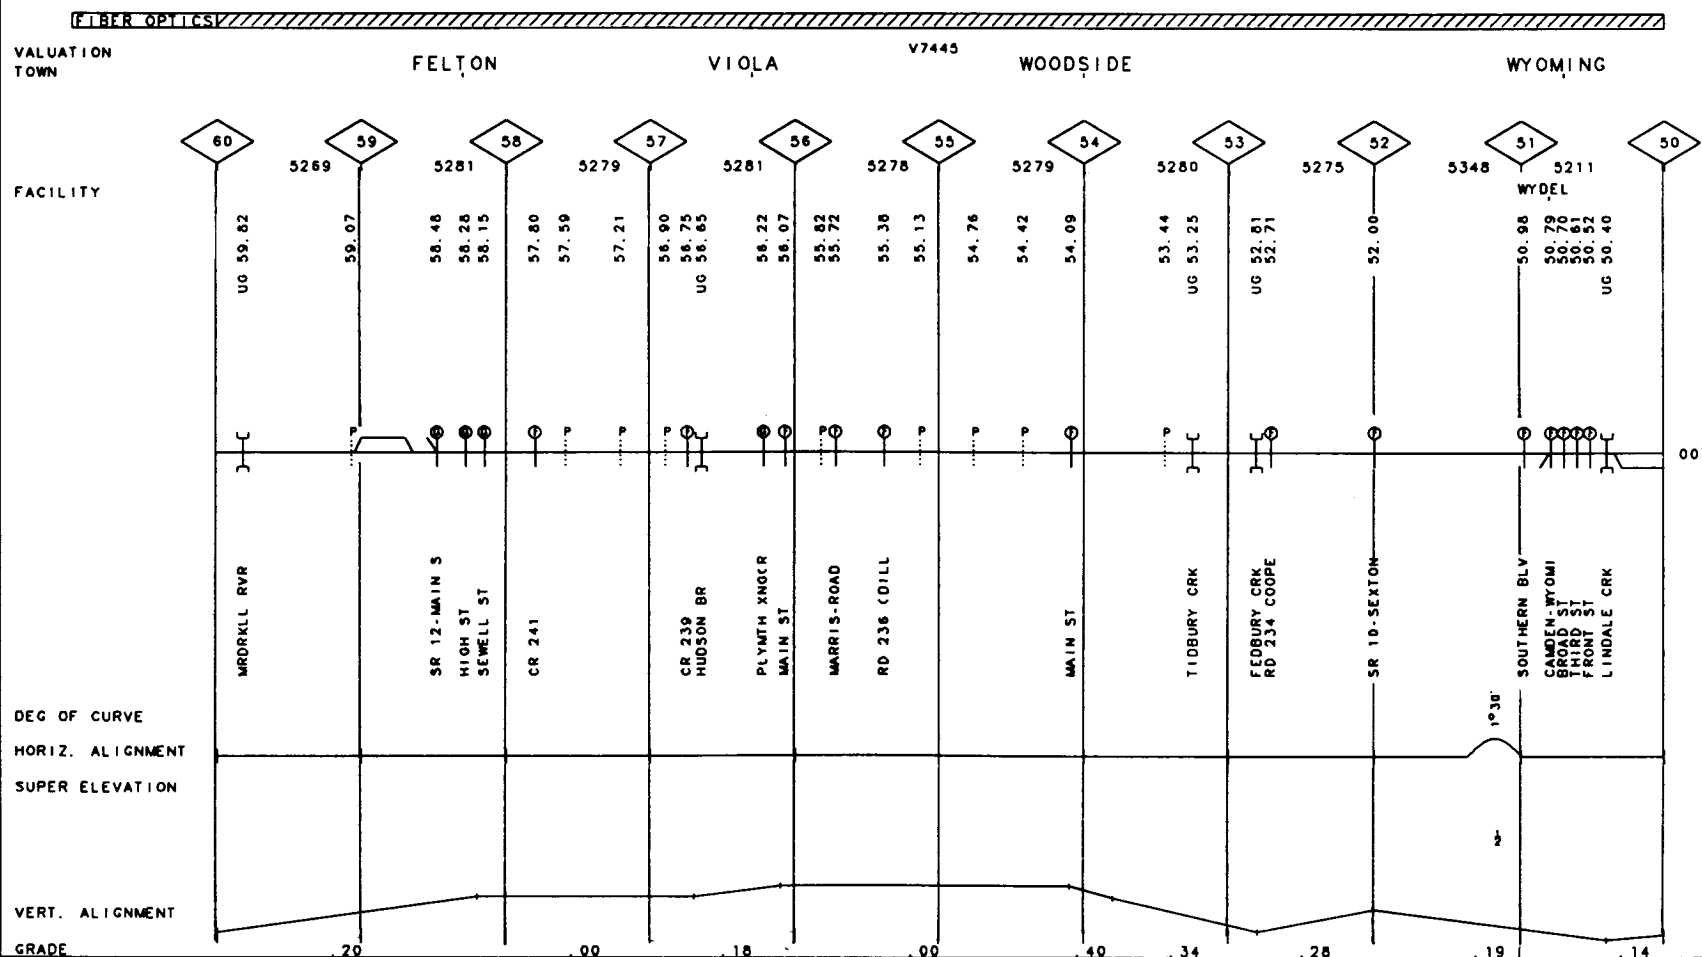 FIBER OPTICS
VALUATION V7445
TOWN FELTON VIOLA WOODSIDE WYOMING
60 59 58 57 56 55 54 53 52 51 50
5269 5281 5279 5281 5278 5279 5280 5275 5348 5211
FACILITY WYDEL
UG 59.82
59.07
58.48
58.28
58.15
57.80
57.59
57.21
56.90
56.75
UG 56.65
56.22
56.07
55.82
55.72
55.38
55.13
54.76
54.42
54.09
53.44
UG 53.25
UG 52.81
52.71
52.00
50.98
50.79
50.70
50.61
50.52
UG 50.40
P P P P P P P P P
F F F F F F F F F F F F F
00
MRDRKLL RVR
SR 12-MAIN S
HIGH ST
SEWELL ST
CR 241
CR 239
HUDSON BR
PLYMTH XNGCR
MAIN ST
MARRIS-ROAD
RD 236 (DILL
MAIN ST
TIDBURY CRK
FEDBURY CRK
RD 234 COOPE
SR 10-SEXTON
SOUTHERN BLV
CAMDEN-WYOMI
BROAD ST
THIRD ST
FRONT ST
LINDALE CRK
DEG OF CURVE 1°30'
HORIZ. ALIGNMENT
SUPER ELEVATION
1/2
VERT. ALIGNMENT
GRADE .20 .00 .18 .00 .40 .34 .28 .19 .14